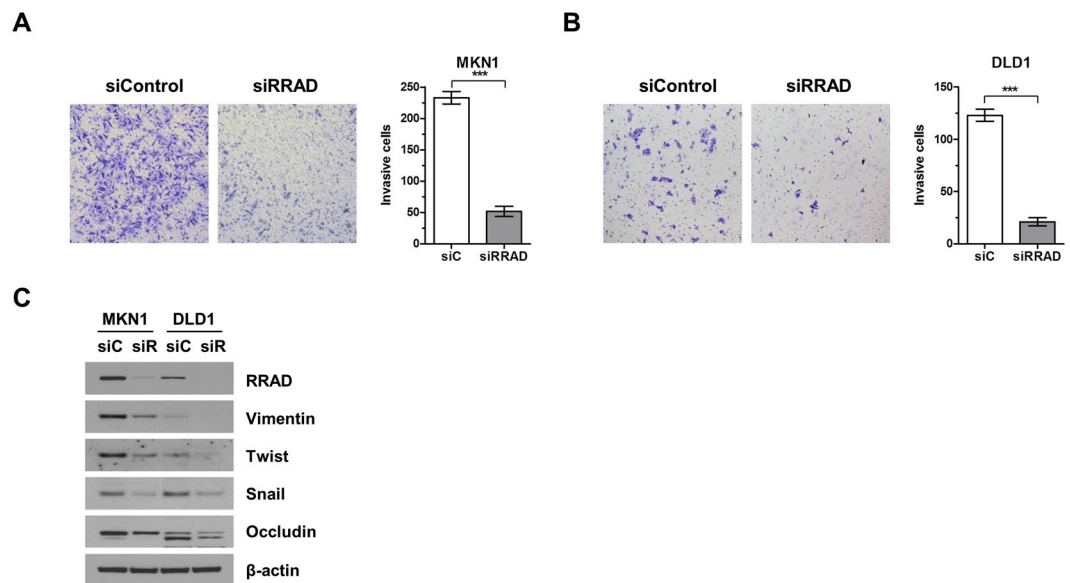 A
siControl siRRAD
MKN1
***
Invasive cells
250
200
150
100
50
0
siC siRRAD
B
siControl siRRAD
DLD1
***
Invasive cells
150
100
50
25
0
siC siRRAD
C
MKN1 DLD1
siC siR siC siR
RRAD
Vimentin
Twist
Snail
Occludin
β-actin